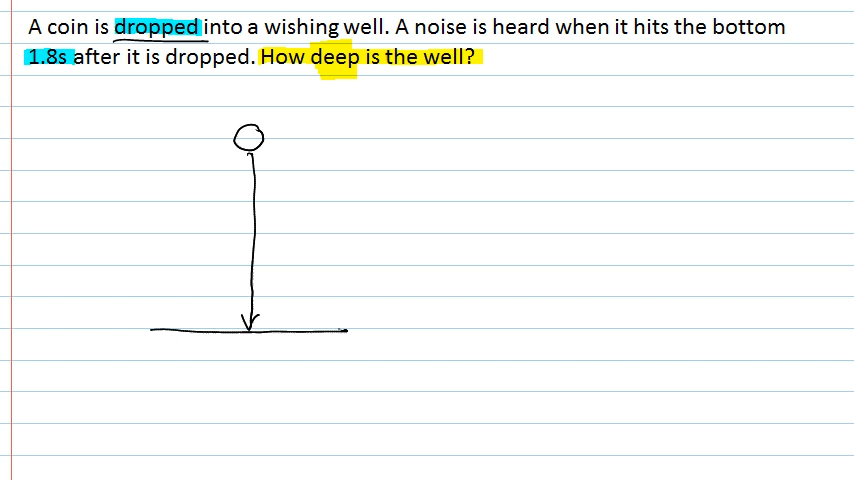 A coin is dropped into a wishing well. A noise is heard when it hits the bottom
1.8s after it is dropped. How deep is the well?